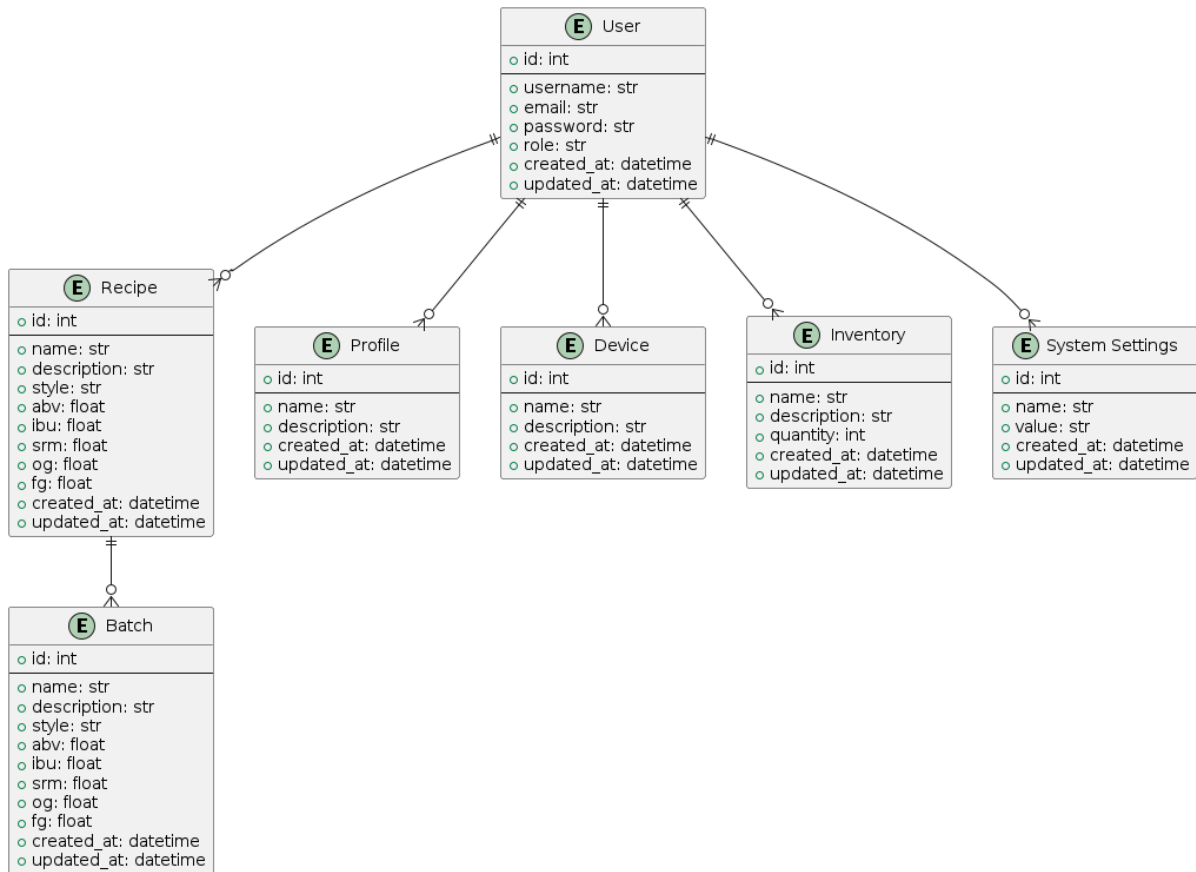 E User
id: int
username: str
email: str
password: str
role: str
created_at: datetime
updated_at: datetime
E Recipe
id: int
name: str
description: str
style: str
abv: float
ibu: float
srm: float
og: float
fg: float
created_at: datetime
updated_at: datetime
E Profile
id: int
name: str
description: str
created_at: datetime
updated_at: datetime
E Device
id: int
name: str
description: str
created_at: datetime
updated_at: datetime
E Inventory
id: int
name: str
description: str
quantity: int
created_at: datetime
updated_at: datetime
E System Settings
id: int
name: str
value: str
created_at: datetime
updated_at: datetime
E Batch
id: int
name: str
description: str
style: str
abv: float
ibu: float
srm: float
og: float
fg: float
created_at: datetime
updated_at: datetime